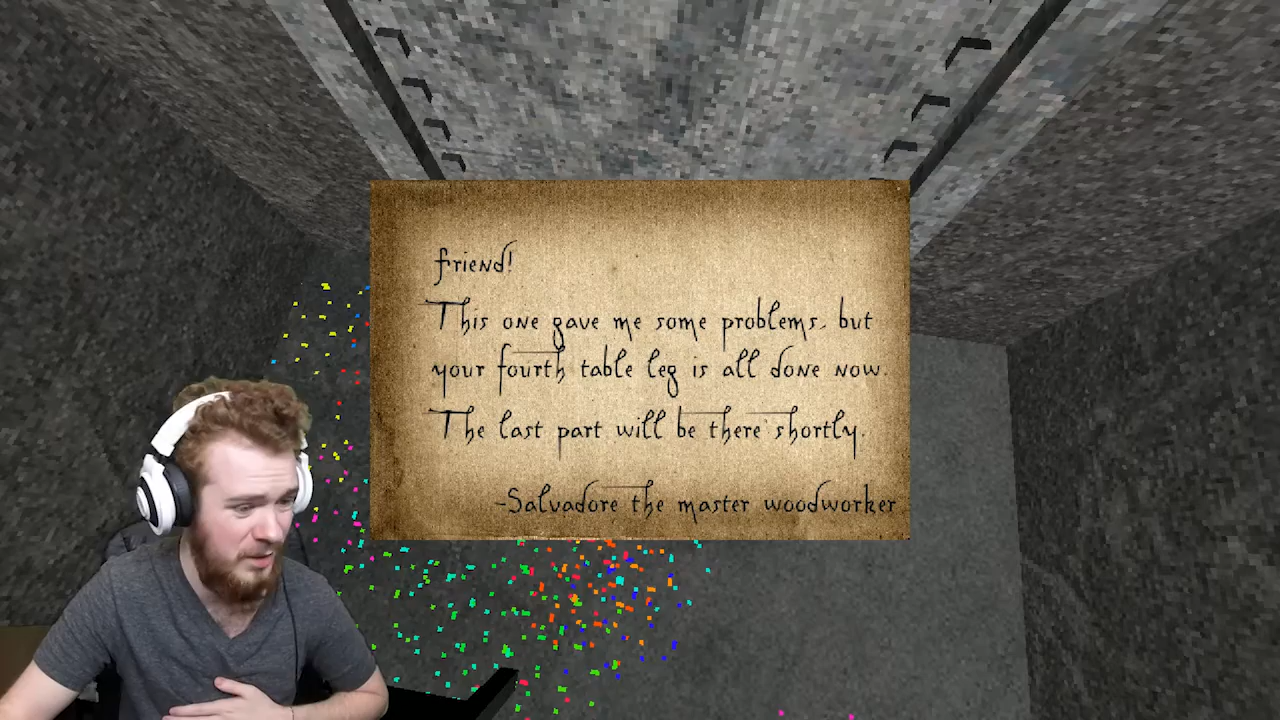 friend!
This one gave me some problems, but
your fourth table leg is all done now.
The last part will be there shortly.
-Salvadore the master woodworker